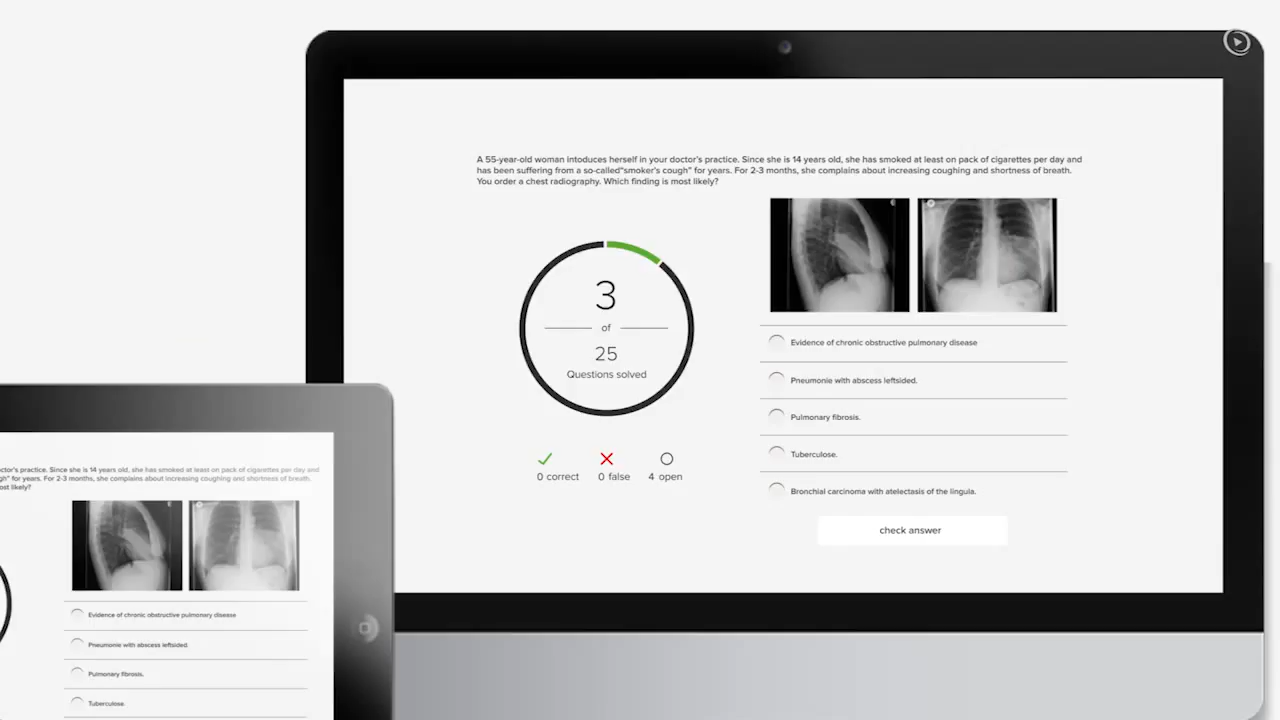 A 55-year-old woman intoduces herself in your doctor's practice. Since she is 14 years old, she has smoked at least on pack of cigarettes per day and
has been suffering from a so-called“smoker's cough” for years. For 2-3 months, she complains about increasing coughing and shortness of breath.
You order a chest radiography. Which finding is most likely?
3
of
25
Questions solved
0 correct
0 false
4 open
Evidence of chronic obstructive pulmonary disease
Pneumonie with abscess leftsided.
Pulmonary fibrosis.
Tuberculose.
Bronchial carcinoma with atelectasis of the lingula.
check answer
ctor's practice. Since she is 14 years old, she has smoked at least on pack of cigarettes per day and
gh” for years. For 2-3 months, she complains about increasing coughing and shortness of breath.
ost likely?
Evidence of chronic obstructive pulmonary disease
Pneumonie with abscess leftsided.
Pulmonary fibrosis.
Tuberculose.